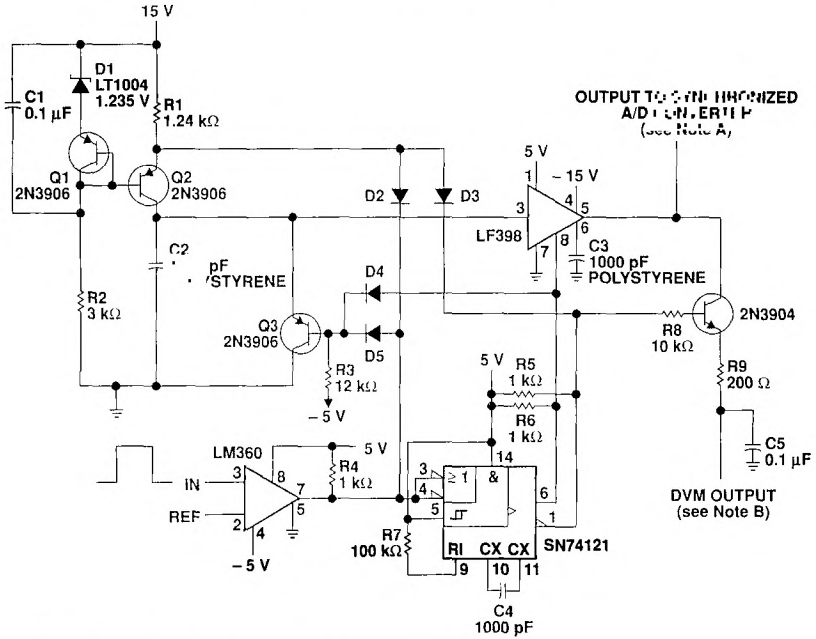 15 V
D1
LT1004
1.235 V
C1
0.1 µF
R1
1.24 kΩ
OUTPUT TO
A/D
(see Note A)
Q1
2N3906
Q2
2N3906
D2
D3
5 V
1
– 15 V
4
3
5
6
LF398
8
7
C3
1000 pF
POLYSTYRENE
C2
pF
R2
3 kΩ
D4
Q3
2N3906
D5
R3
12 kΩ
– 5 V
R8
10 kΩ
2N3904
R9
200 Ω
5 V
R5
1 kΩ
R6
1 kΩ
C5
0.1 µF
DVM OUTPUT
(see Note B)
LM360
5 V
R4
1 kΩ
IN
3
8
7
5
REF
2
4
– 5 V
14
&
3
≥ 1
4
5
6
1
R7
100 kΩ
SN74121
RI
CX
CX
9
10
11
C4
1000 pF